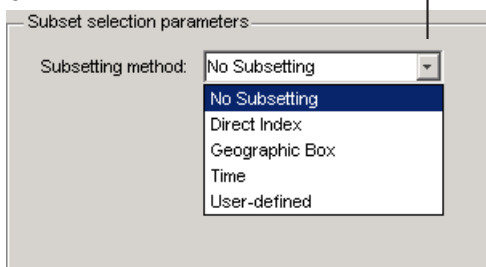 Subset selection parameters
Subsetting method: No Subsetting
No Subsetting
Direct Index
Geographic Box
Time
User-defined